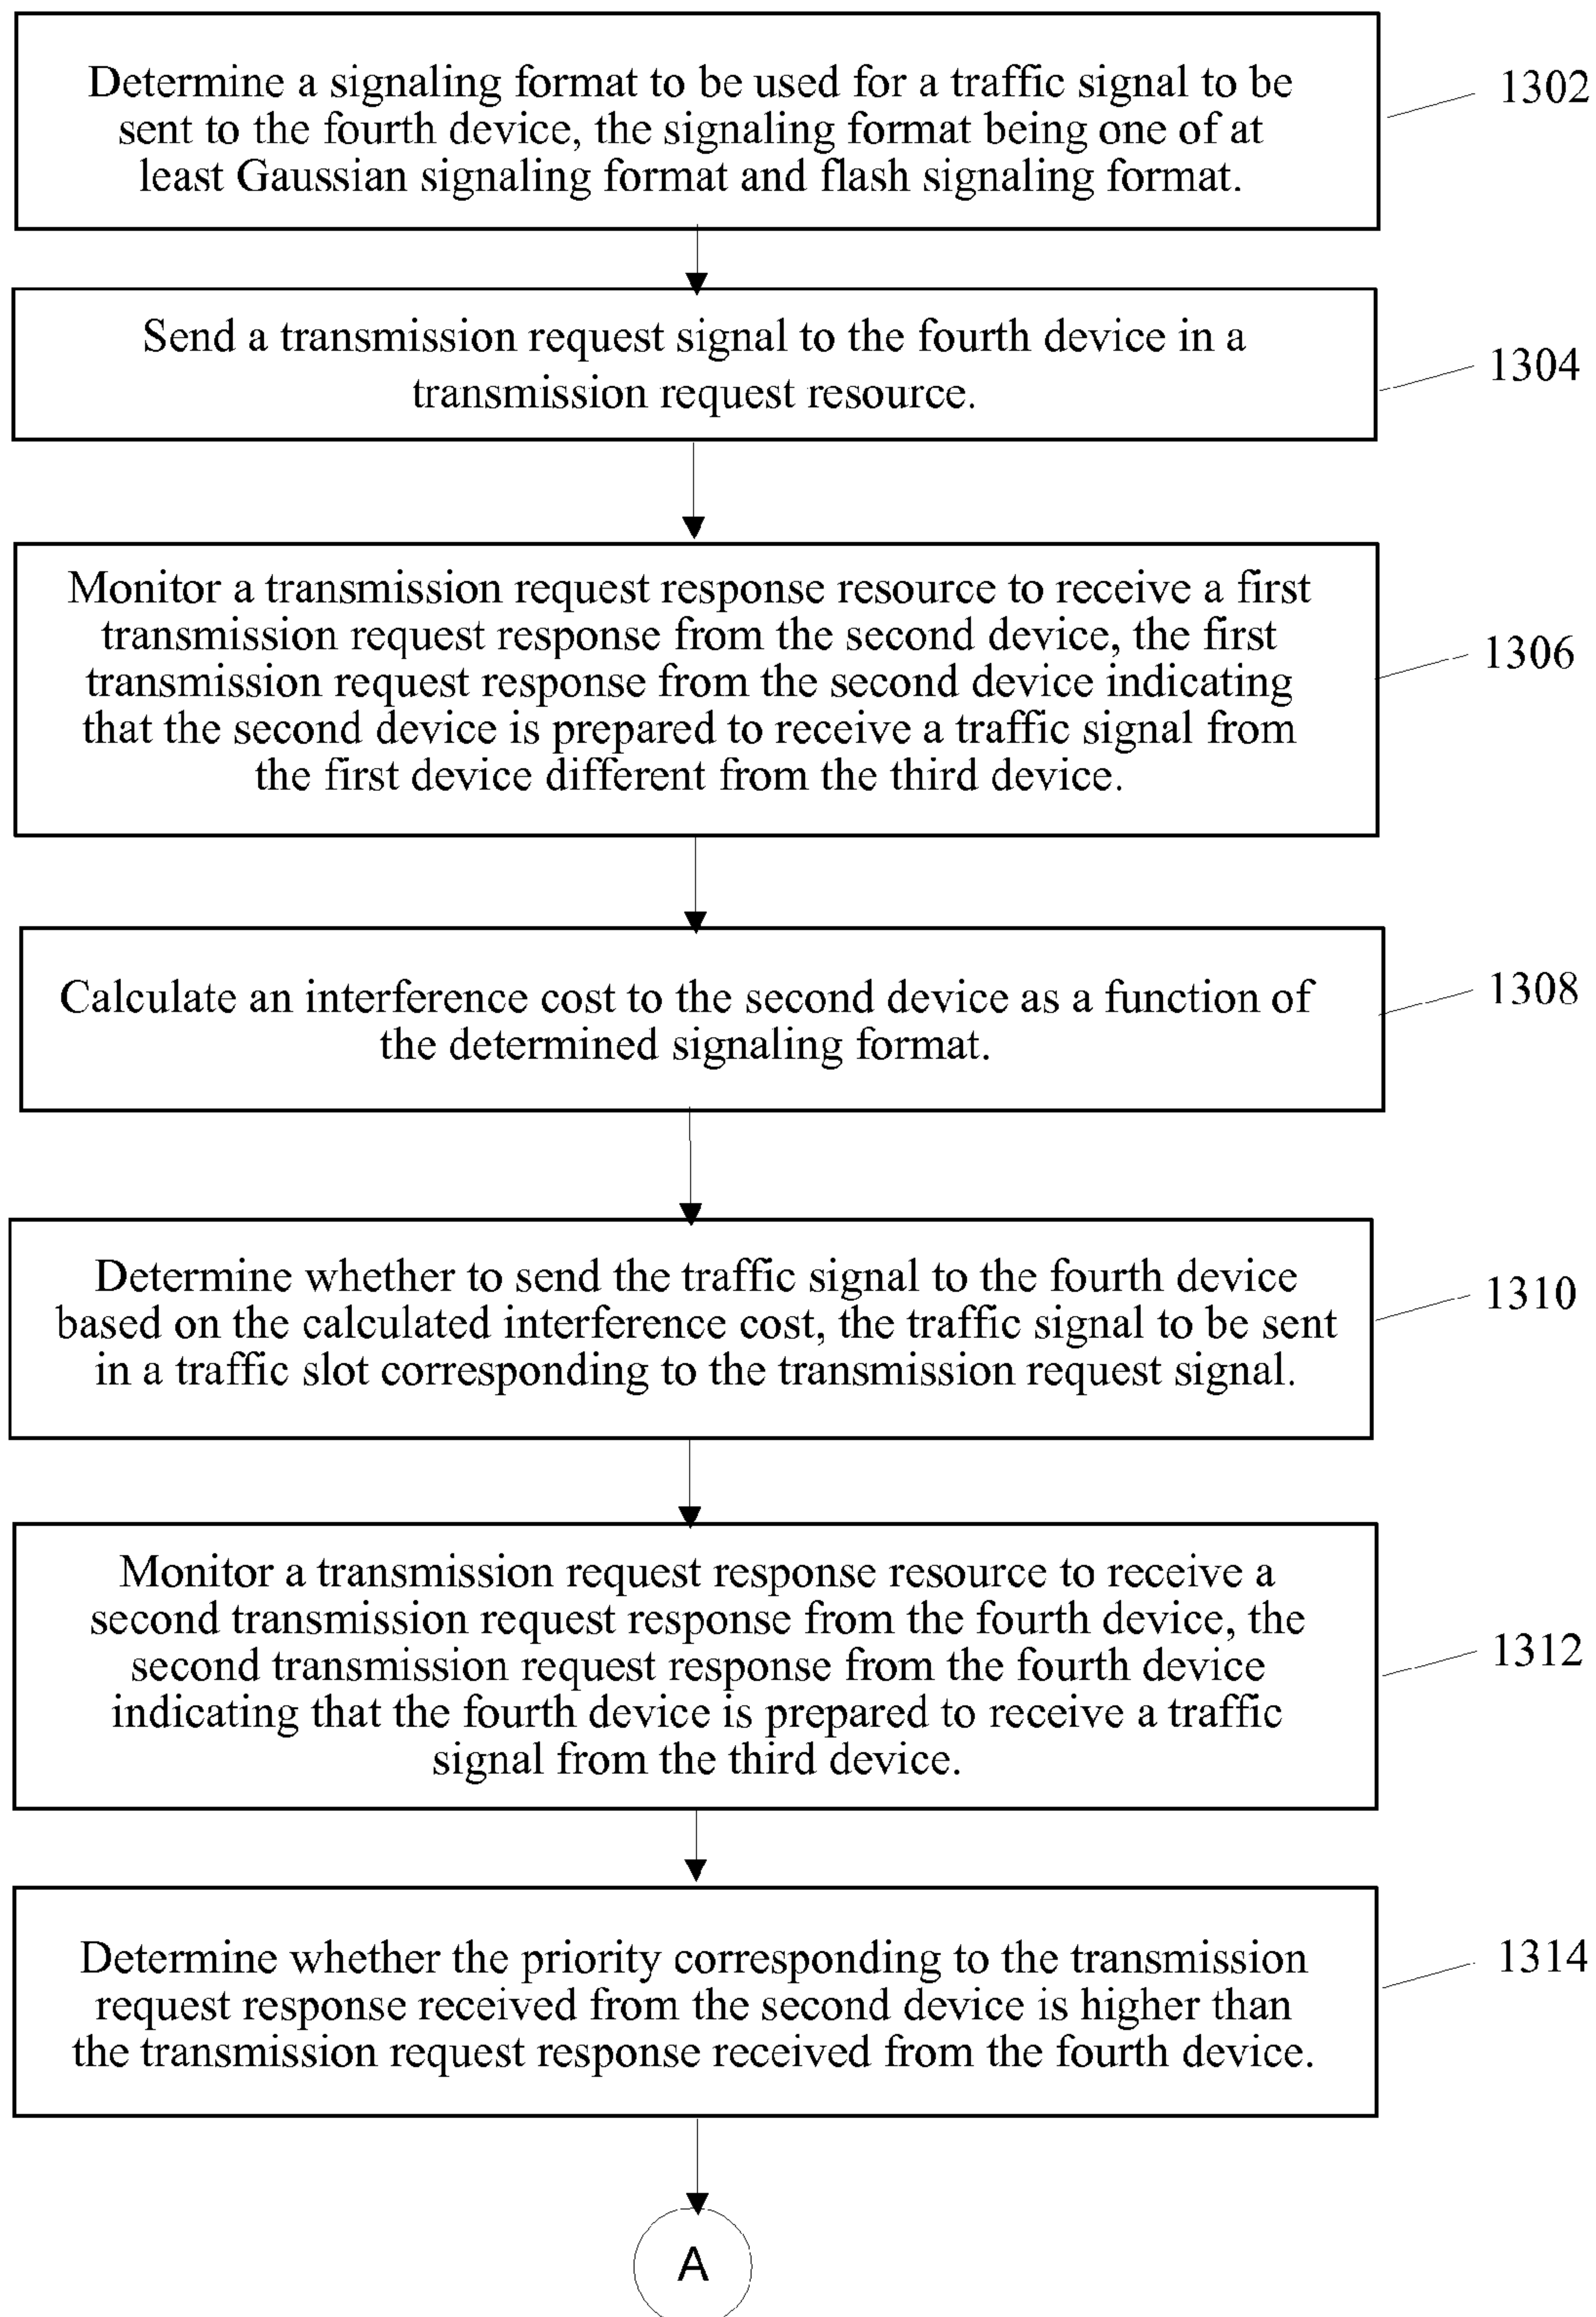 Determine a signaling format to be used for a traffic signal to be
sent to the fourth device, the signaling format being one of at
least Gaussian signaling format and flash signaling format.
1302
Send a transmission request signal to the fourth device in a
transmission request resource.
1304
Monitor a transmission request response resource to receive a first
transmission request response from the second device, the first
transmission request response from the second device indicating
that the second device is prepared to receive a traffic signal from
the first device different from the third device.
1306
Calculate an interference cost to the second device as a function of
the determined signaling format.
1308
Determine whether to send the traffic signal to the fourth device
based on the calculated interference cost, the traffic signal to be sent
in a traffic slot corresponding to the transmission request signal.
1310
Monitor a transmission request response resource to receive a
second transmission request response from the fourth device, the
second transmission request response from the fourth device
indicating that the fourth device is prepared to receive a traffic
signal from the third device.
1312
Determine whether the priority corresponding to the transmission
request response received from the second device is higher than
the transmission request response received from the fourth device.
1314
A